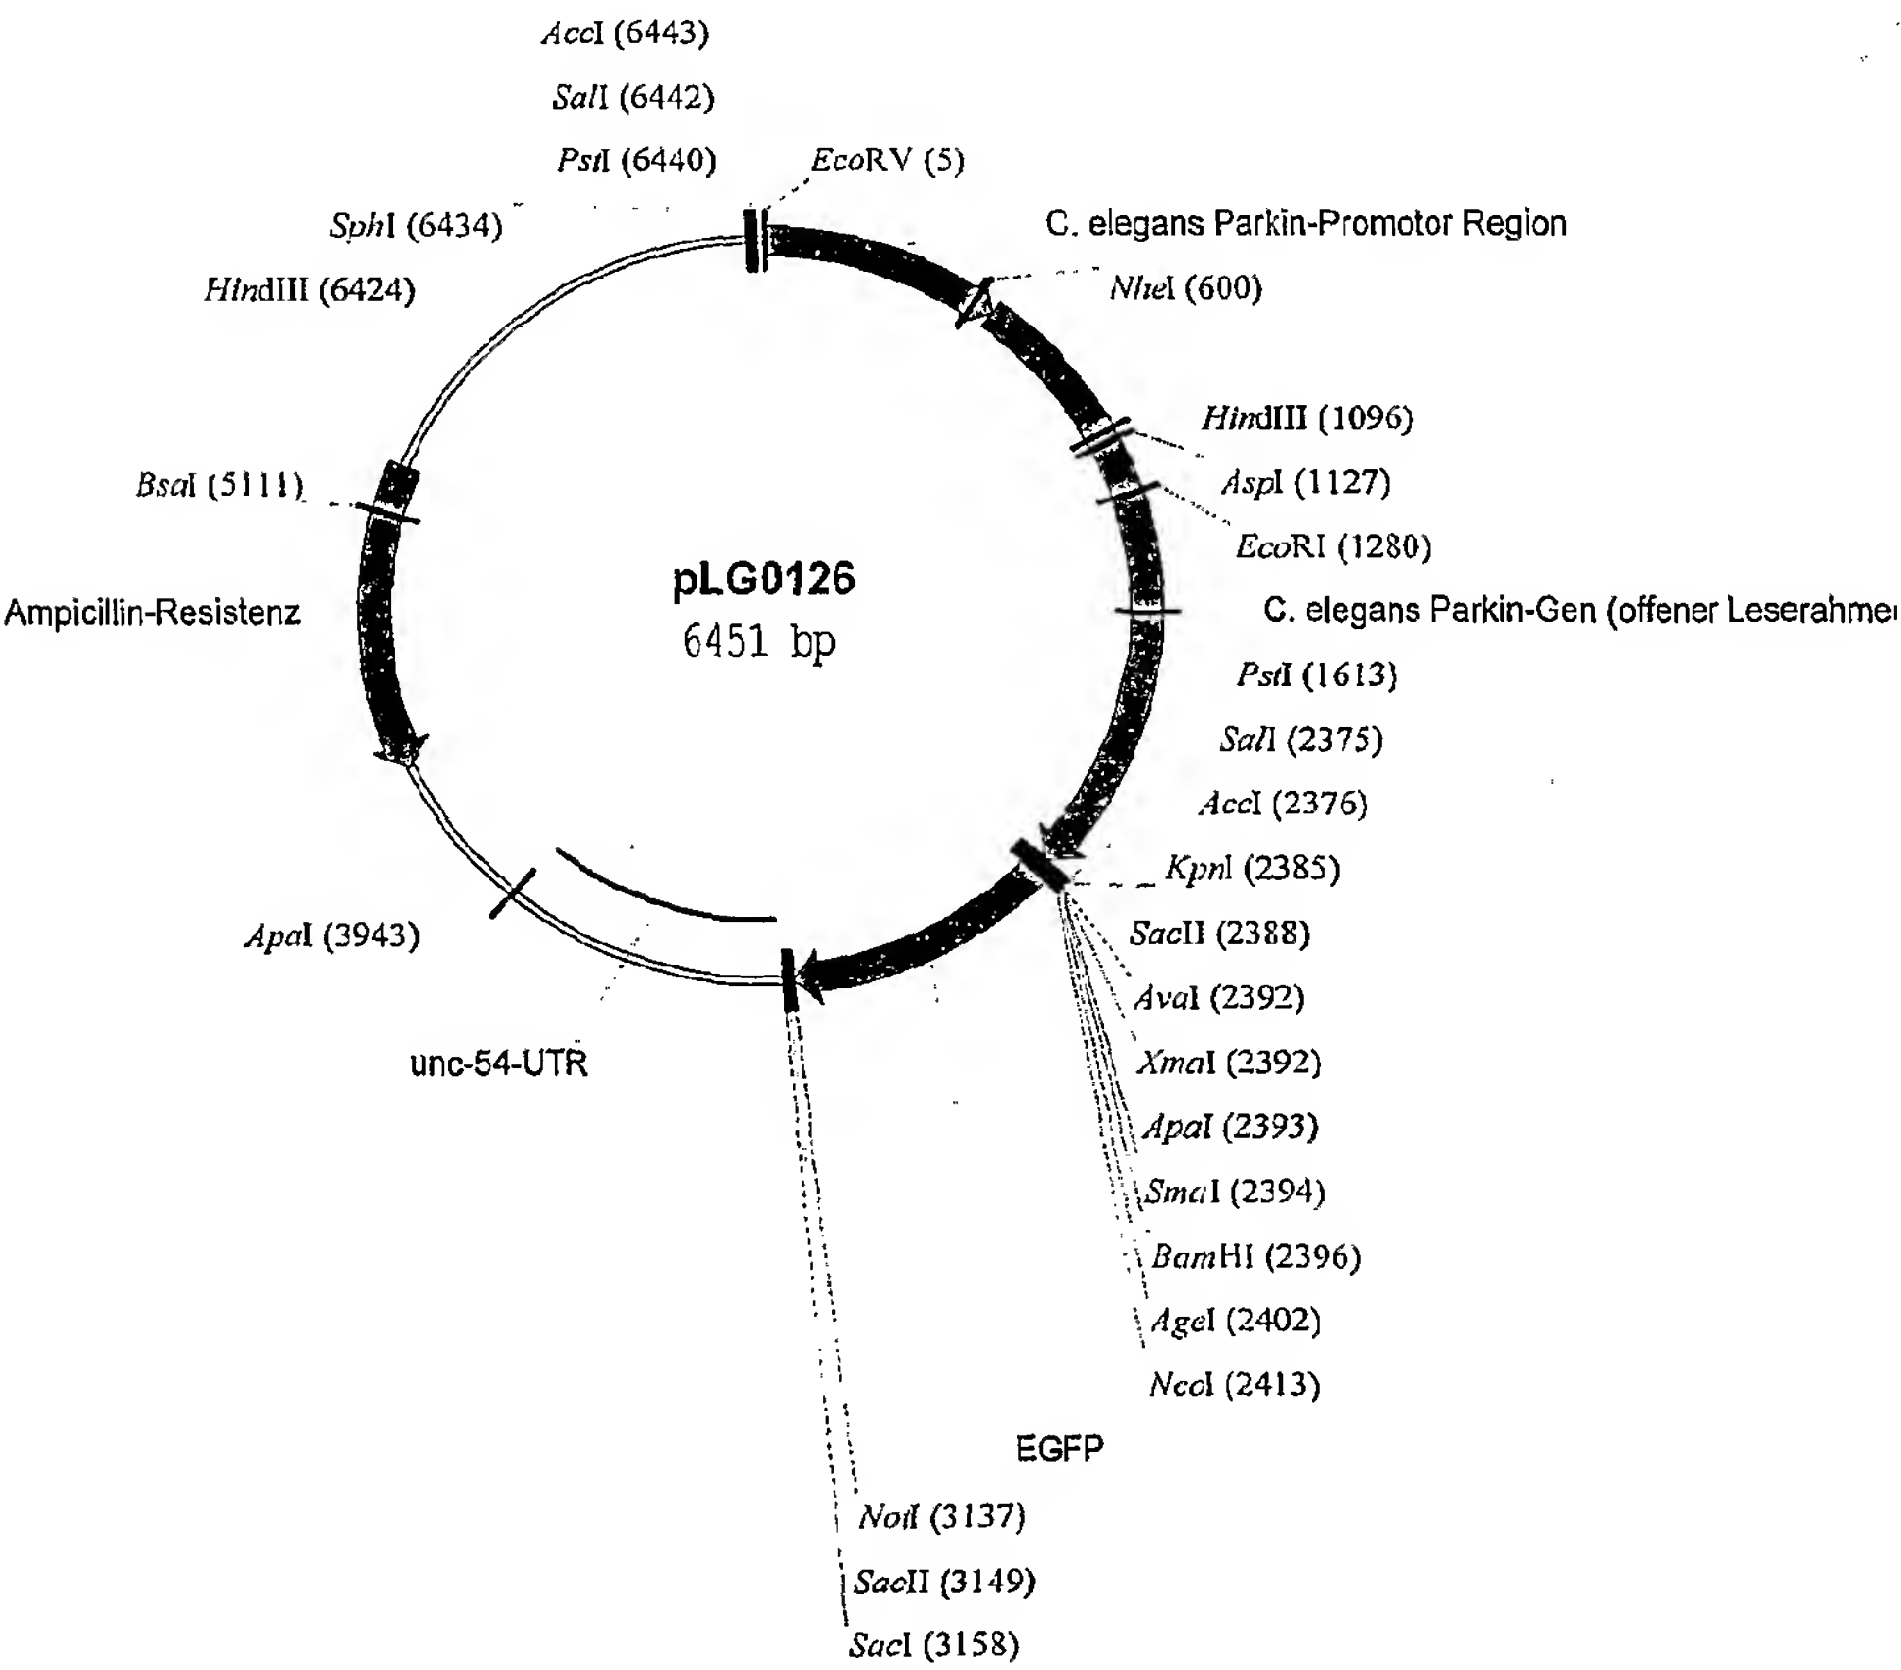 AccI (6443)
SalI (6442)
PstI (6440)
EcoRV (5)
SphI (6434)
C. elegans Parkin-Promotor Region
HindIII (6424)
NheI (600)
HindIII (1096)
BsaI (5111)
AspI (1127)
EcoRI (1280)
pLG0126
6451 bp
Ampicillin-Resistenz
C. elegans Parkin-Gen (offener Leserahmen
PstI (1613)
SalI (2375)
AccI (2376)
KpnI (2385)
ApaI (3943)
SacII (2388)
AvaI (2392)
unc-54-UTR
XmaI (2392)
ApaI (2393)
SmaI (2394)
BamHI (2396)
AgeI (2402)
NcoI (2413)
EGFP
NotI (3137)
SacII (3149)
SacI (3158)